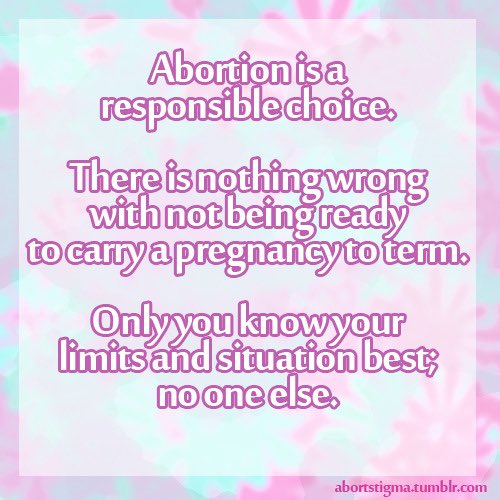 Abortion is a
responsible choice.
There is nothing wrong
with not being ready
to carry a pregnancy to term.
Only you know your
limits and situation best;
no one else.
abortstigma.tumblr.com